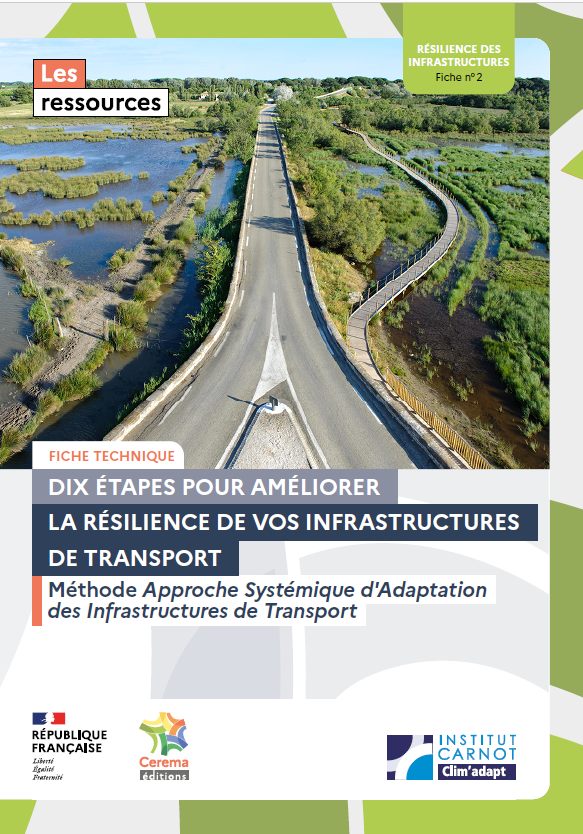 RÉSILIENCE DES
INFRASTRUCTURES
Fiche n°2
Les
ressources
FICHE TECHNIQUE
DIX ÉTAPES POUR AMÉLIORER
LA RÉSILIENCE DE VOS INFRASTRUCTURES
DE TRANSPORT
Méthode Approche Systémique d'Adaptation
des Infrastructures de Transport
RÉPUBLIQUE
FRANÇAISE
Liberté
Égalité
Fraternité
Cerema
éditions
INSTITUT
CARNOT
Clim'adapt